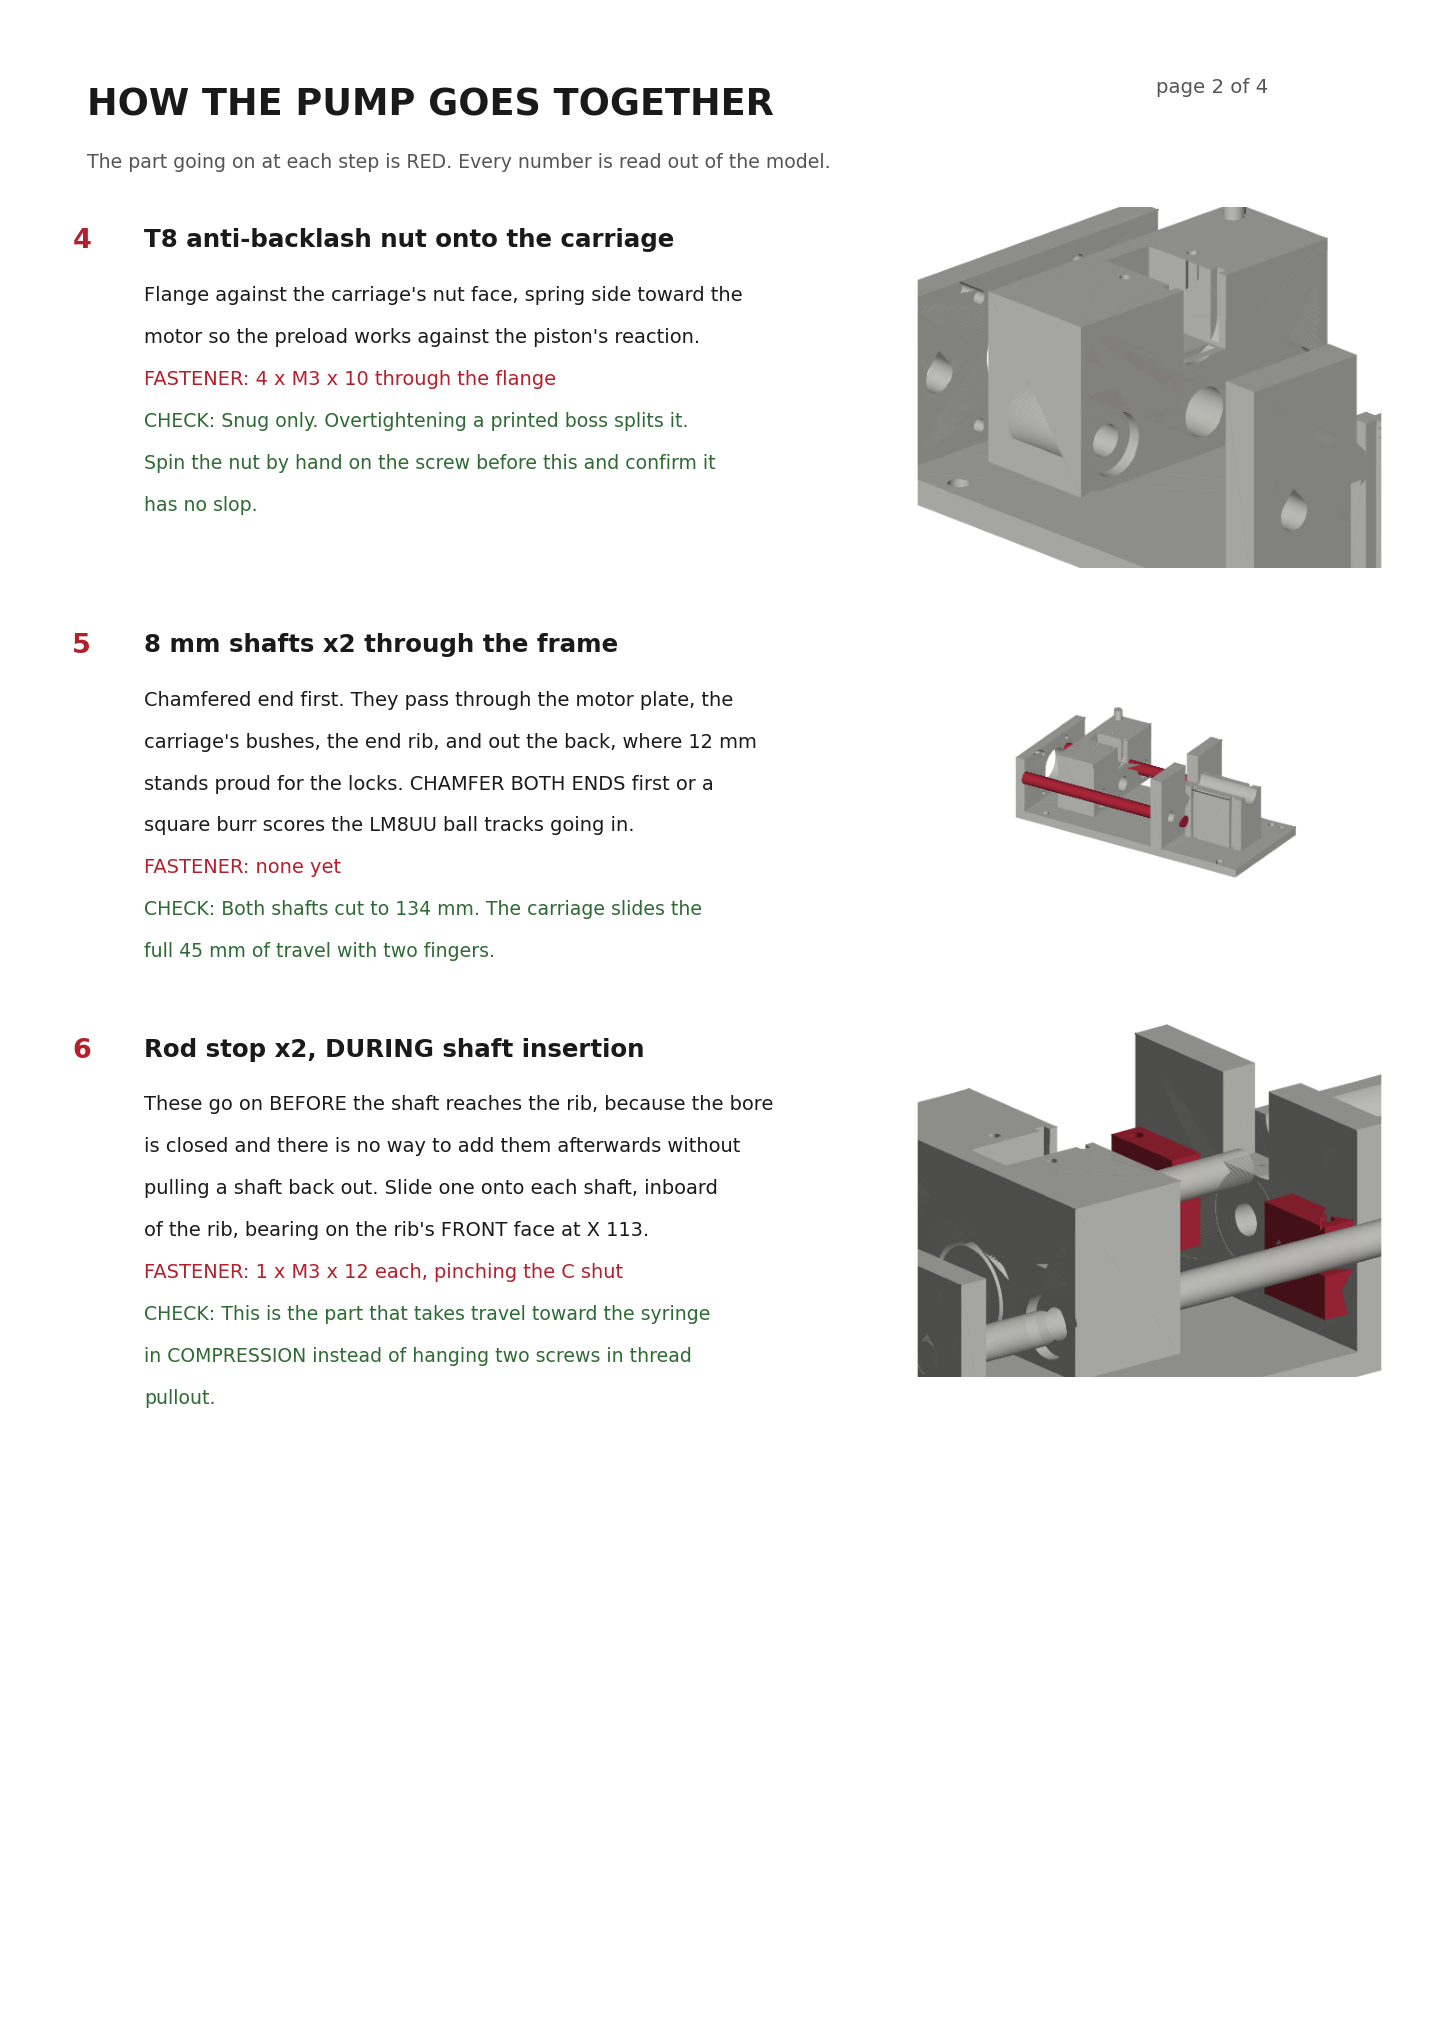 HOW THE PUMP GOES TOGETHER
page 2 of 4
The part going on at each step is RED. Every number is read out of the model.
4 T8 anti-backlash nut onto the carriage
Flange against the carriage's nut face, spring side toward the
motor so the preload works against the piston's reaction.
FASTENER: 4 x M3 x 10 through the flange
CHECK: Snug only. Overtightening a printed boss splits it.
Spin the nut by hand on the screw before this and confirm it
has no slop.
5 8 mm shafts x2 through the frame
Chamfered end first. They pass through the motor plate, the
carriage's bushes, the end rib, and out the back, where 12 mm
stands proud for the locks. CHAMFER BOTH ENDS first or a
square burr scores the LM8UU ball tracks going in.
FASTENER: none yet
CHECK: Both shafts cut to 134 mm. The carriage slides the
full 45 mm of travel with two fingers.
6 Rod stop x2, DURING shaft insertion
These go on BEFORE the shaft reaches the rib, because the bore
is closed and there is no way to add them afterwards without
pulling a shaft back out. Slide one onto each shaft, inboard
of the rib, bearing on the rib's FRONT face at X 113.
FASTENER: 1 x M3 x 12 each, pinching the C shut
CHECK: This is the part that takes travel toward the syringe
in COMPRESSION instead of hanging two screws in thread
pullout.